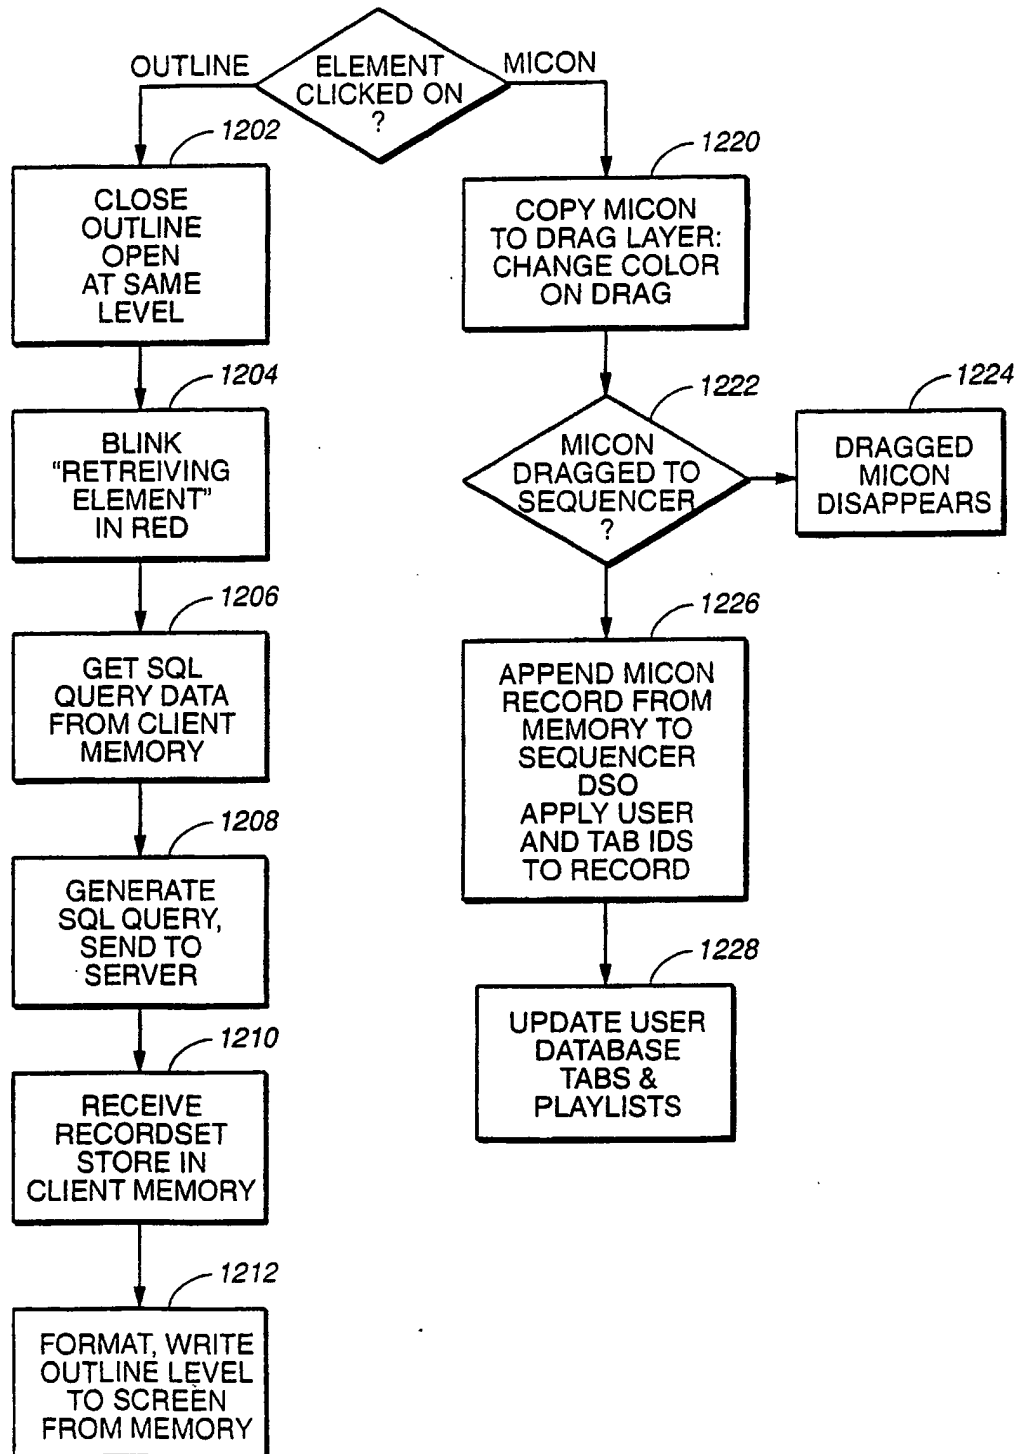 ELEMENT
CLICKED ON
?
OUTLINE
MICON
1202
CLOSE
OUTLINE
OPEN
AT SAME
LEVEL
1204
BLINK
"RETREIVING
ELEMENT"
IN RED
1206
GET SQL
QUERY DATA
FROM CLIENT
MEMORY
1208
GENERATE
SQL QUERY,
SEND TO
SERVER
1210
RECEIVE
RECORDSET
STORE IN
CLIENT MEMORY
1212
FORMAT, WRITE
OUTLINE LEVEL
TO SCREEN
FROM MEMORY
1220
COPY MICON
TO DRAG LAYER:
CHANGE COLOR
ON DRAG
1222
MICON
DRAGGED TO
SEQUENCER
?
1224
DRAGGED
MICON
DISAPPEARS
1226
APPEND MICON
RECORD FROM
MEMORY TO
SEQUENCER
DSO
APPLY USER
AND TAB IDS
TO RECORD
1228
UPDATE USER
DATABASE
TABS &
PLAYLISTS